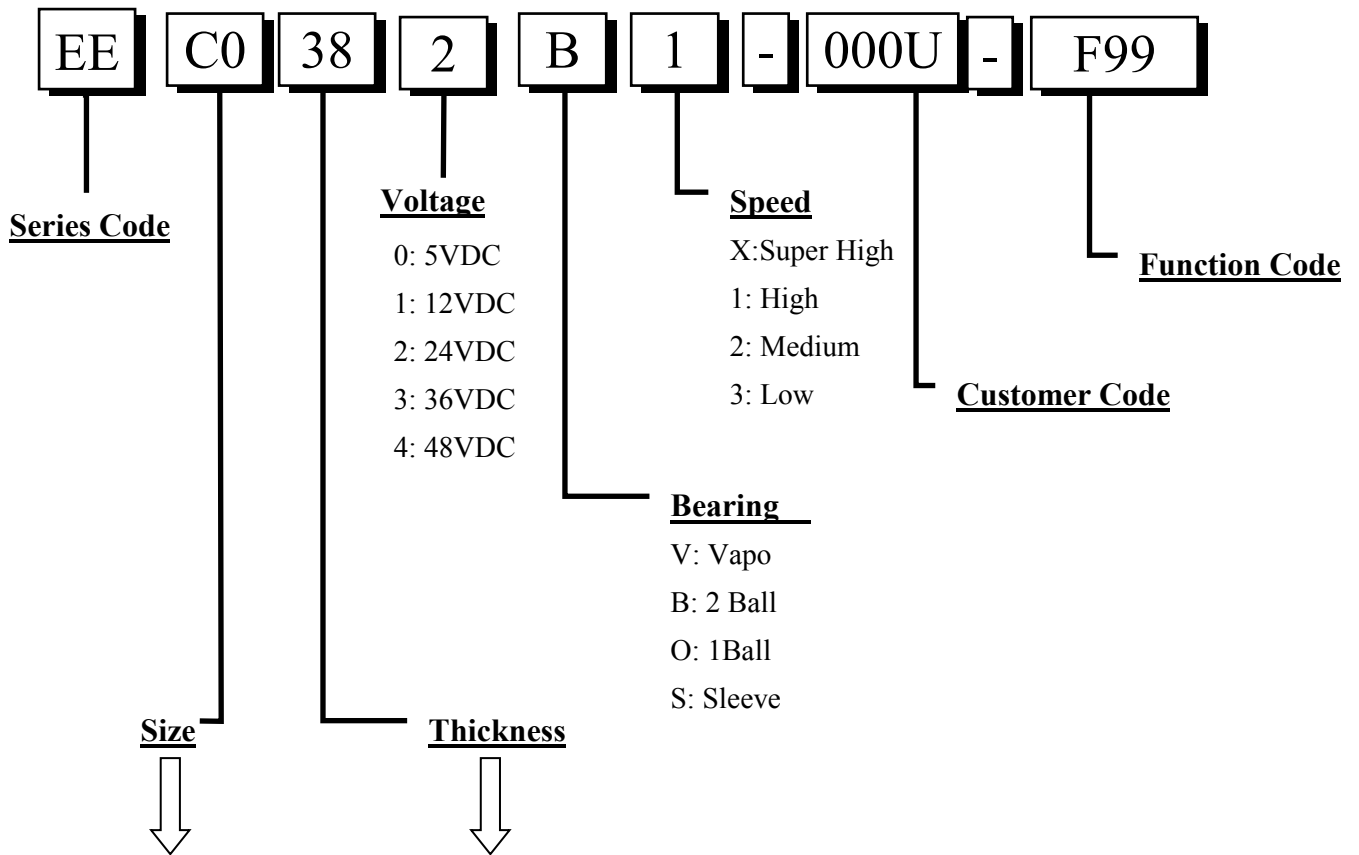 EE C0 38 2 B 1 - 000U - F99
Series Code
Voltage
0: 5VDC
1: 12VDC
2: 24VDC
3: 36VDC
4: 48VDC
Speed
X:Super High
1: High
2: Medium
3: Low
Function Code
Customer Code
Bearing
V: Vapo
B: 2 Ball
O: 1Ball
S: Sleeve
Size
Thickness